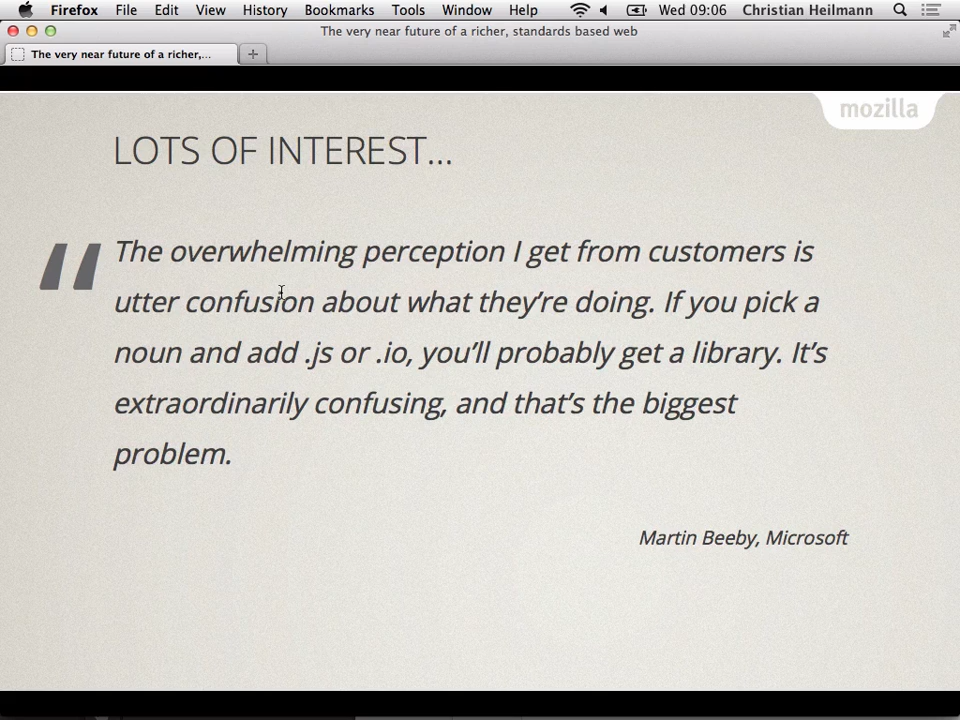 Firefox File Edit View History Bookmarks Tools Window Help Wed 09:06 Christian Heilmann
The very near future of a richer, standards based web
The very near future of a richer,...
mozilla
LOTS OF INTEREST...
“
The overwhelming perception I get from customers is
utter confusion about what they’re doing. If you pick a
noun and add .js or .io, you’ll probably get a library. It’s
extraordinarily confusing, and that’s the biggest
problem.
Martin Beeby, Microsoft